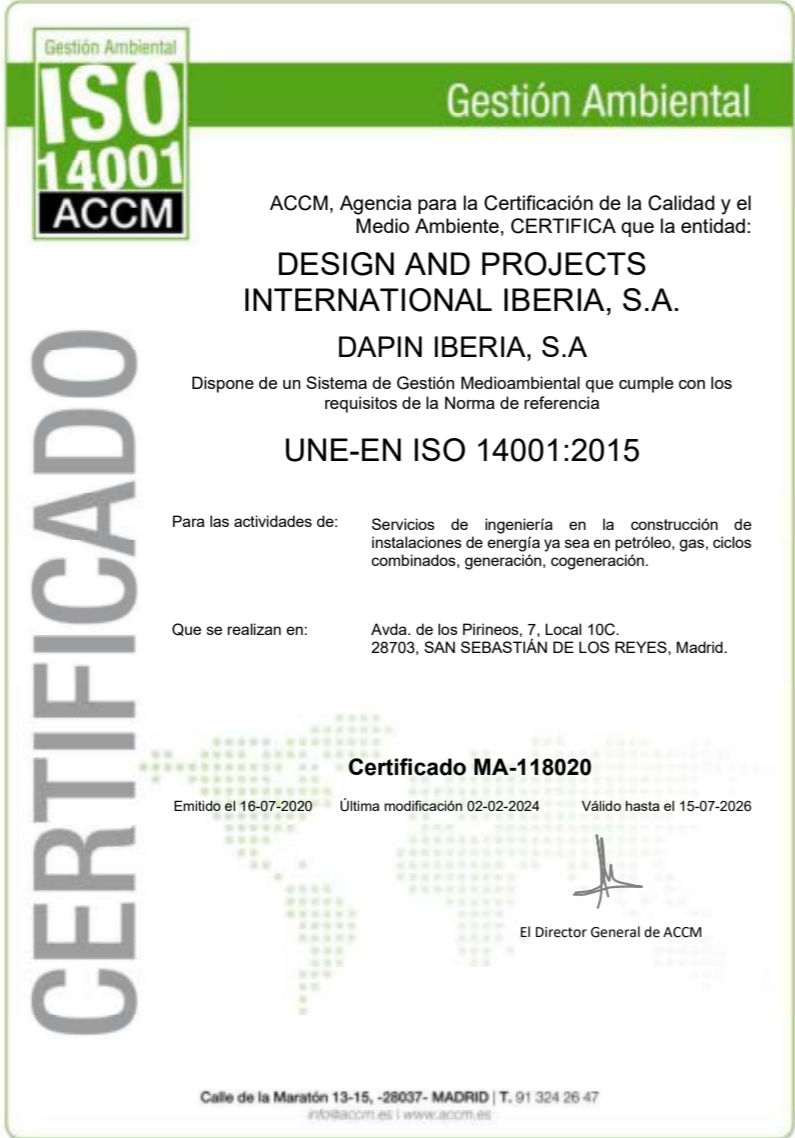 Gestión Ambiental
ISO
14001
ACCM
Gestión Ambiental
ACCM, Agencia para la Certificación de la Calidad y el
Medio Ambiente, CERTIFICA que la entidad:
DESIGN AND PROJECTS
INTERNATIONAL IBERIA, S.A.
DAPIN IBERIA, S.A
Dispone de un Sistema de Gestión Medioambiental que cumple con los
requisitos de la Norma de referencia
UNE-EN ISO 14001:2015
Para las actividades de:
Servicios de ingeniería en la construcción de
instalaciones de energía ya sea en petróleo, gas, ciclos
combinados, generación, cogeneración.
Que se realizan en:
Avda. de los Pirineos, 7, Local 10C.
28703, SAN SEBASTIÁN DE LOS REYES, Madrid.
CERTIFICADO
Certificado MA-118020
Emitido el 16-07-2020 Última modificación 02-02-2024 Válido hasta el 15-07-2026
El Director General de ACCM
Calle de la Maratón 13-15, -28037- MADRID | T. 91 324 26 47
info@accm.es | www.accm.es